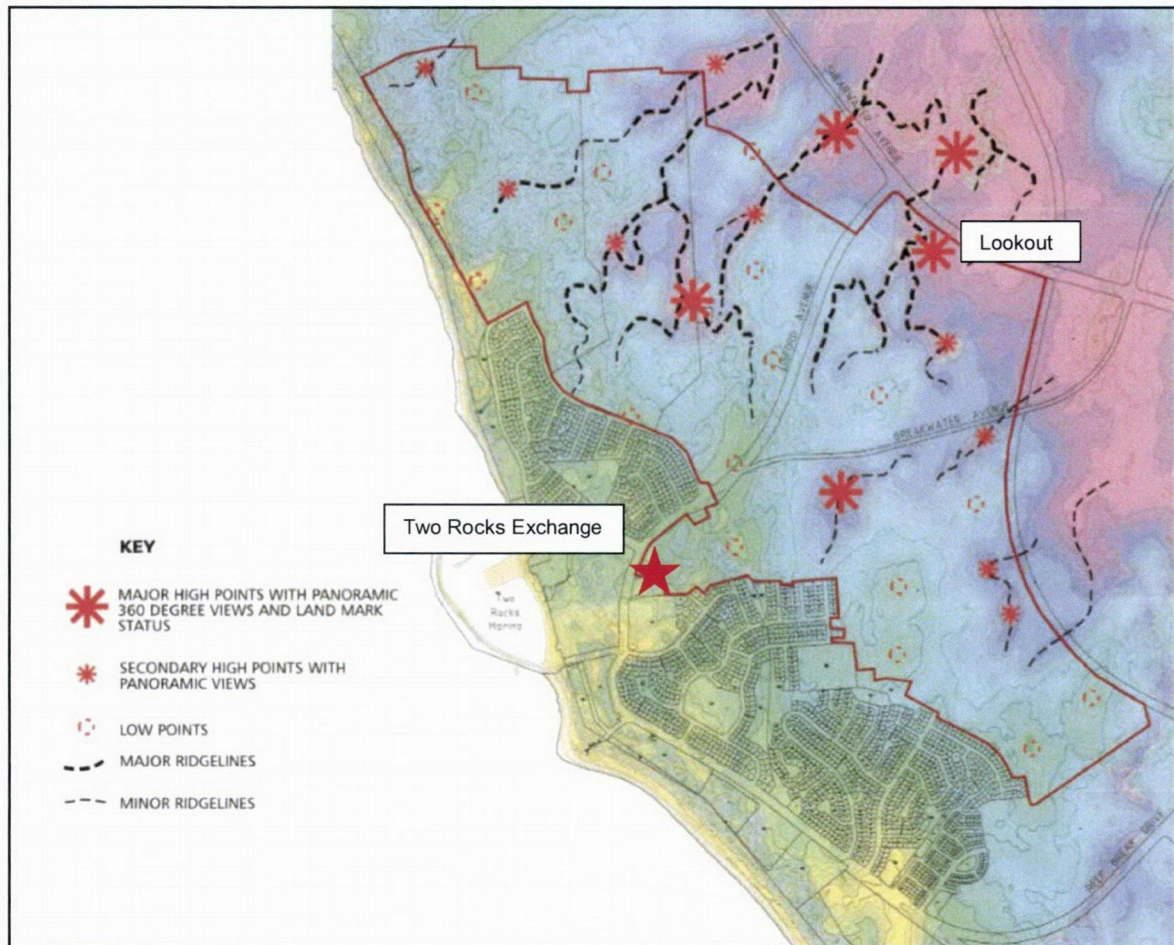 Lookout
BREAKWATER AVENUE
Two Rocks Exchange
Two
Rocks
Marina
KEY
MAJOR HIGH POINTS WITH PANORAMIC
360 DEGREE VIEWS AND LAND MARK
STATUS
SECONDARY HIGH POINTS WITH
PANORAMIC VIEWS
LOW POINTS
MAJOR RIDGELINES
MINOR RIDGELINES